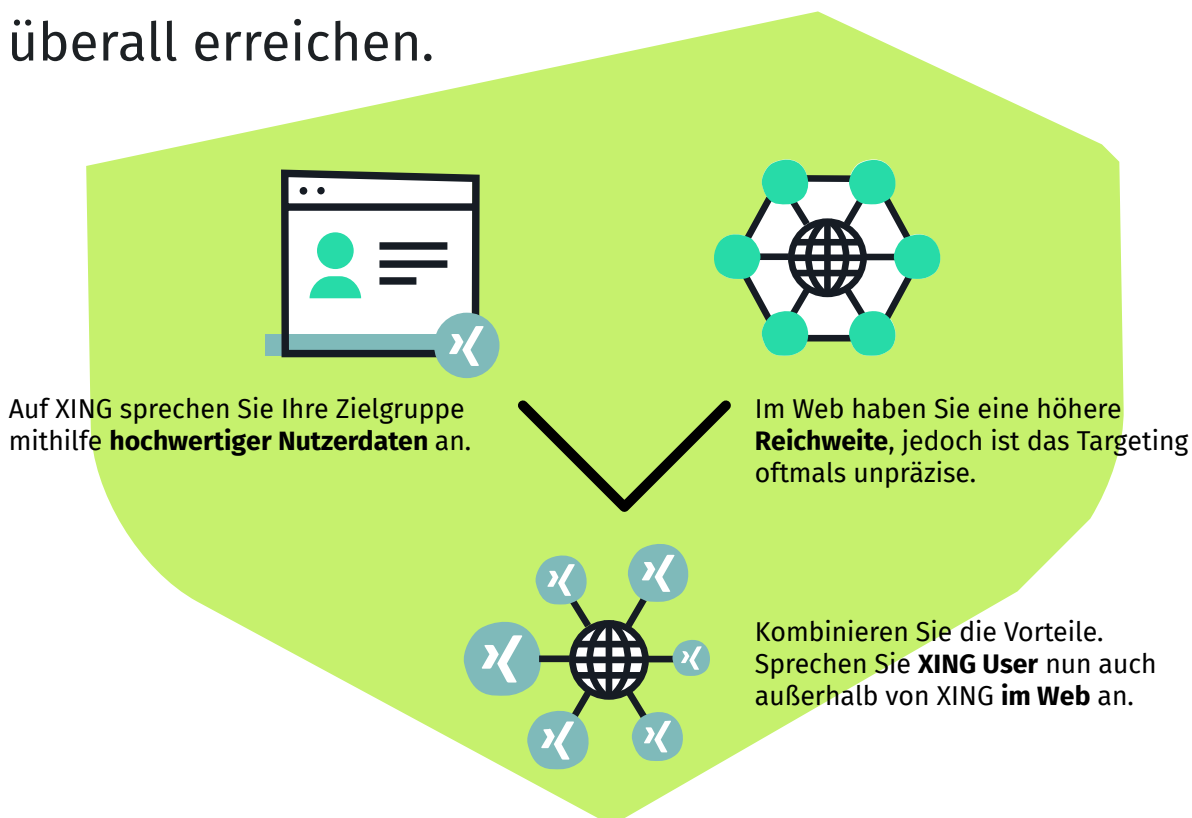 überall erreichen.
Auf XING sprechen Sie Ihre Zielgruppe
mithilfe hochwertiger Nutzerdaten an.
Im Web haben Sie eine höhere
Reichweite, jedoch ist das Targeting
oftmals unpräzise.
Kombinieren Sie die Vorteile.
Sprechen Sie XING User nun auch
außerhalb von XING im Web an.